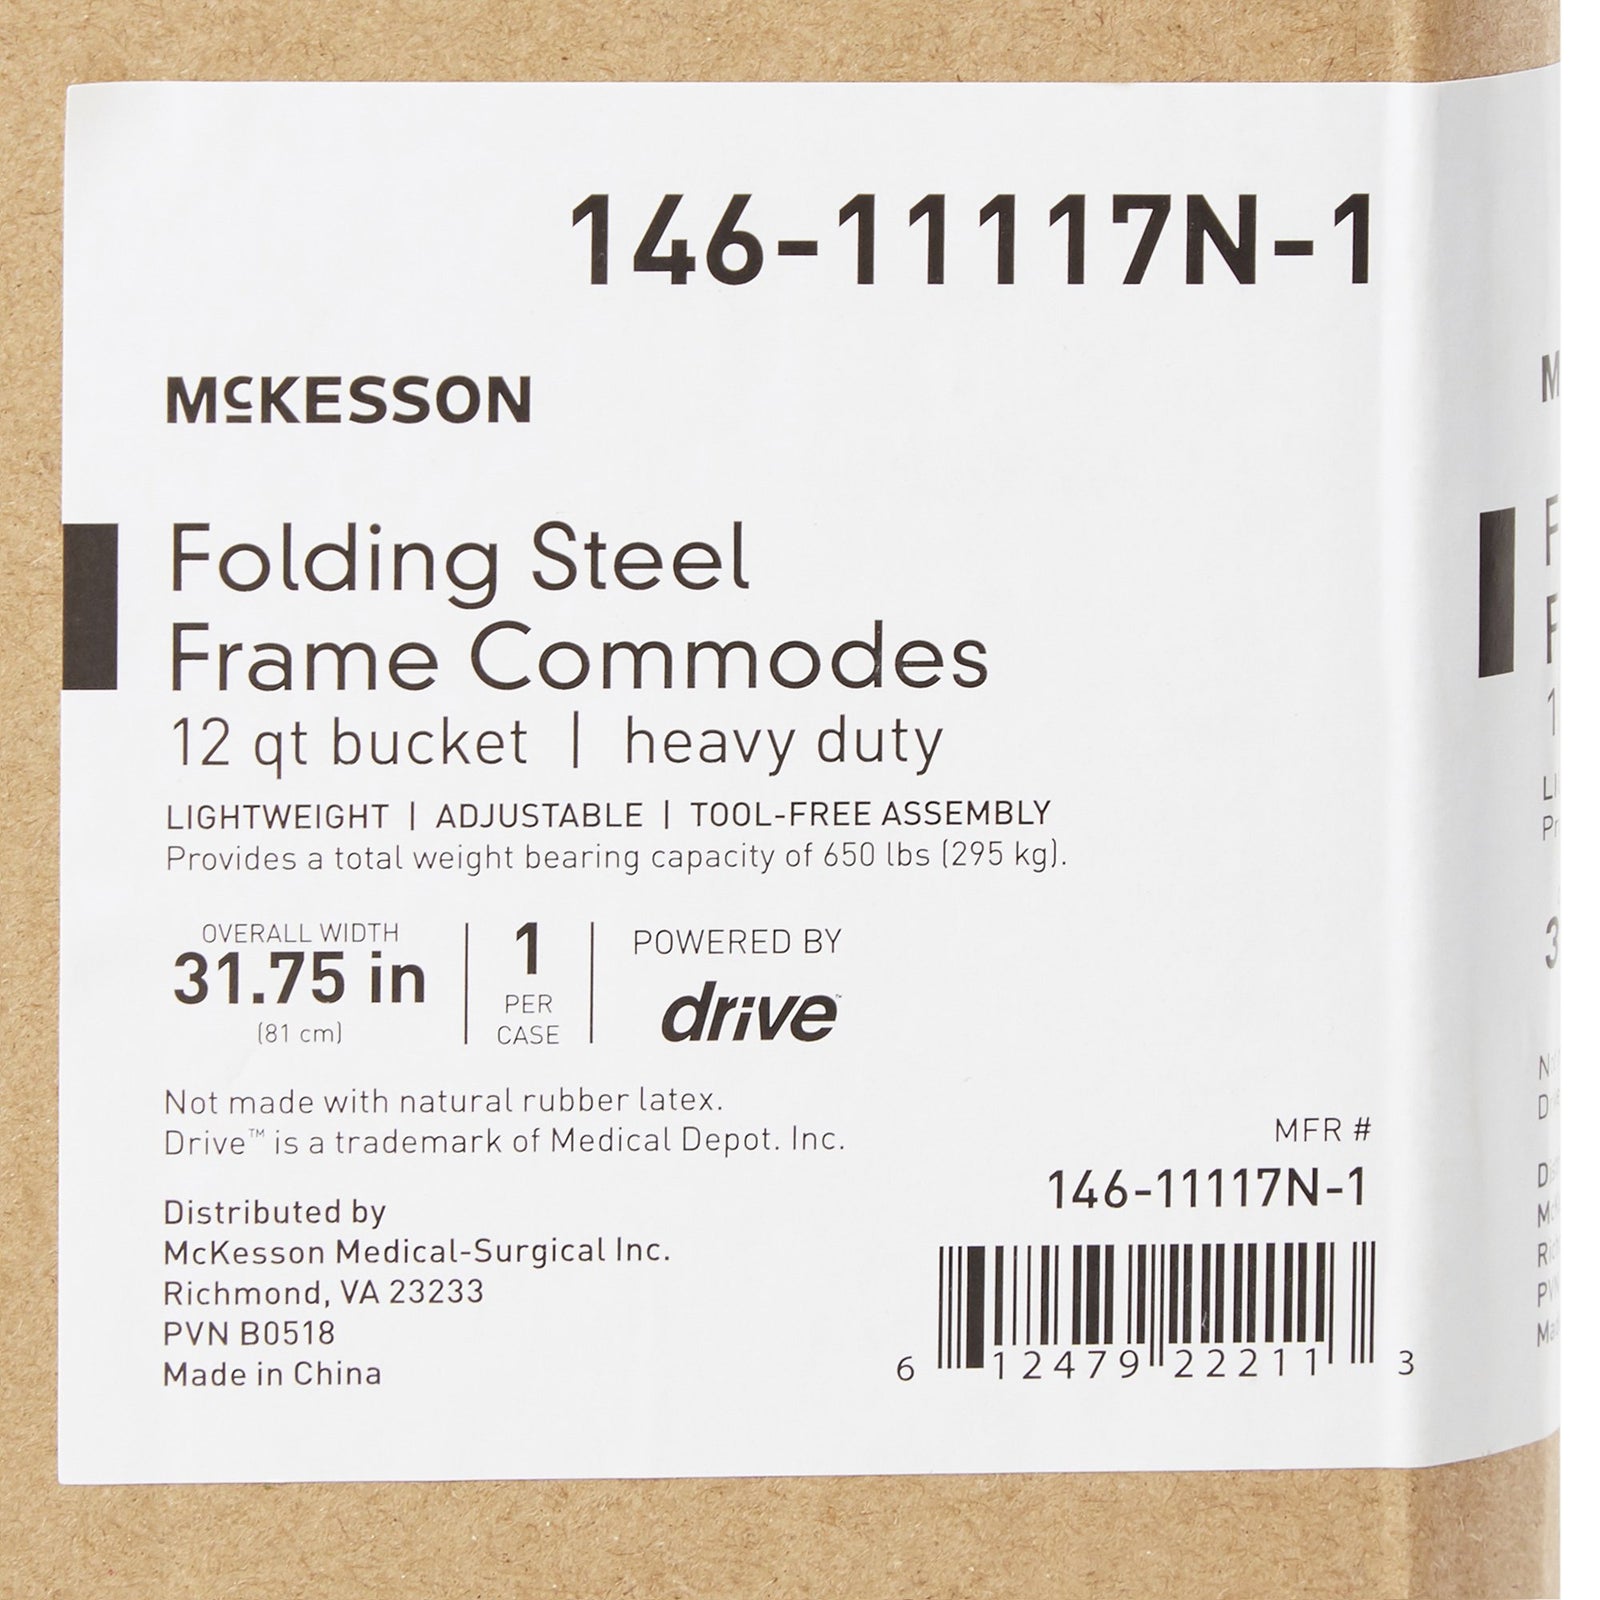 146-11117N-1
McKESSON
Folding Steel
Frame Commodes
12 qt bucket | heavy duty
LIGHTWEIGHT | ADJUSTABLE | TOOL-FREE ASSEMBLY
Provides a total weight bearing capacity of 650 lbs (295 kg).
OVERALL WIDTH
31.75 in
(81 cm)
1
PER
CASE
POWERED BY
drive™
Not made with natural rubber latex.
Drive™ is a trademark of Medical Depot. Inc.
Distributed by
McKesson Medical-Surgical Inc.
Richmond, VA 23233
PVN B0518
Made in China
MFR #
146-11117N-1
6 12479 22211 3